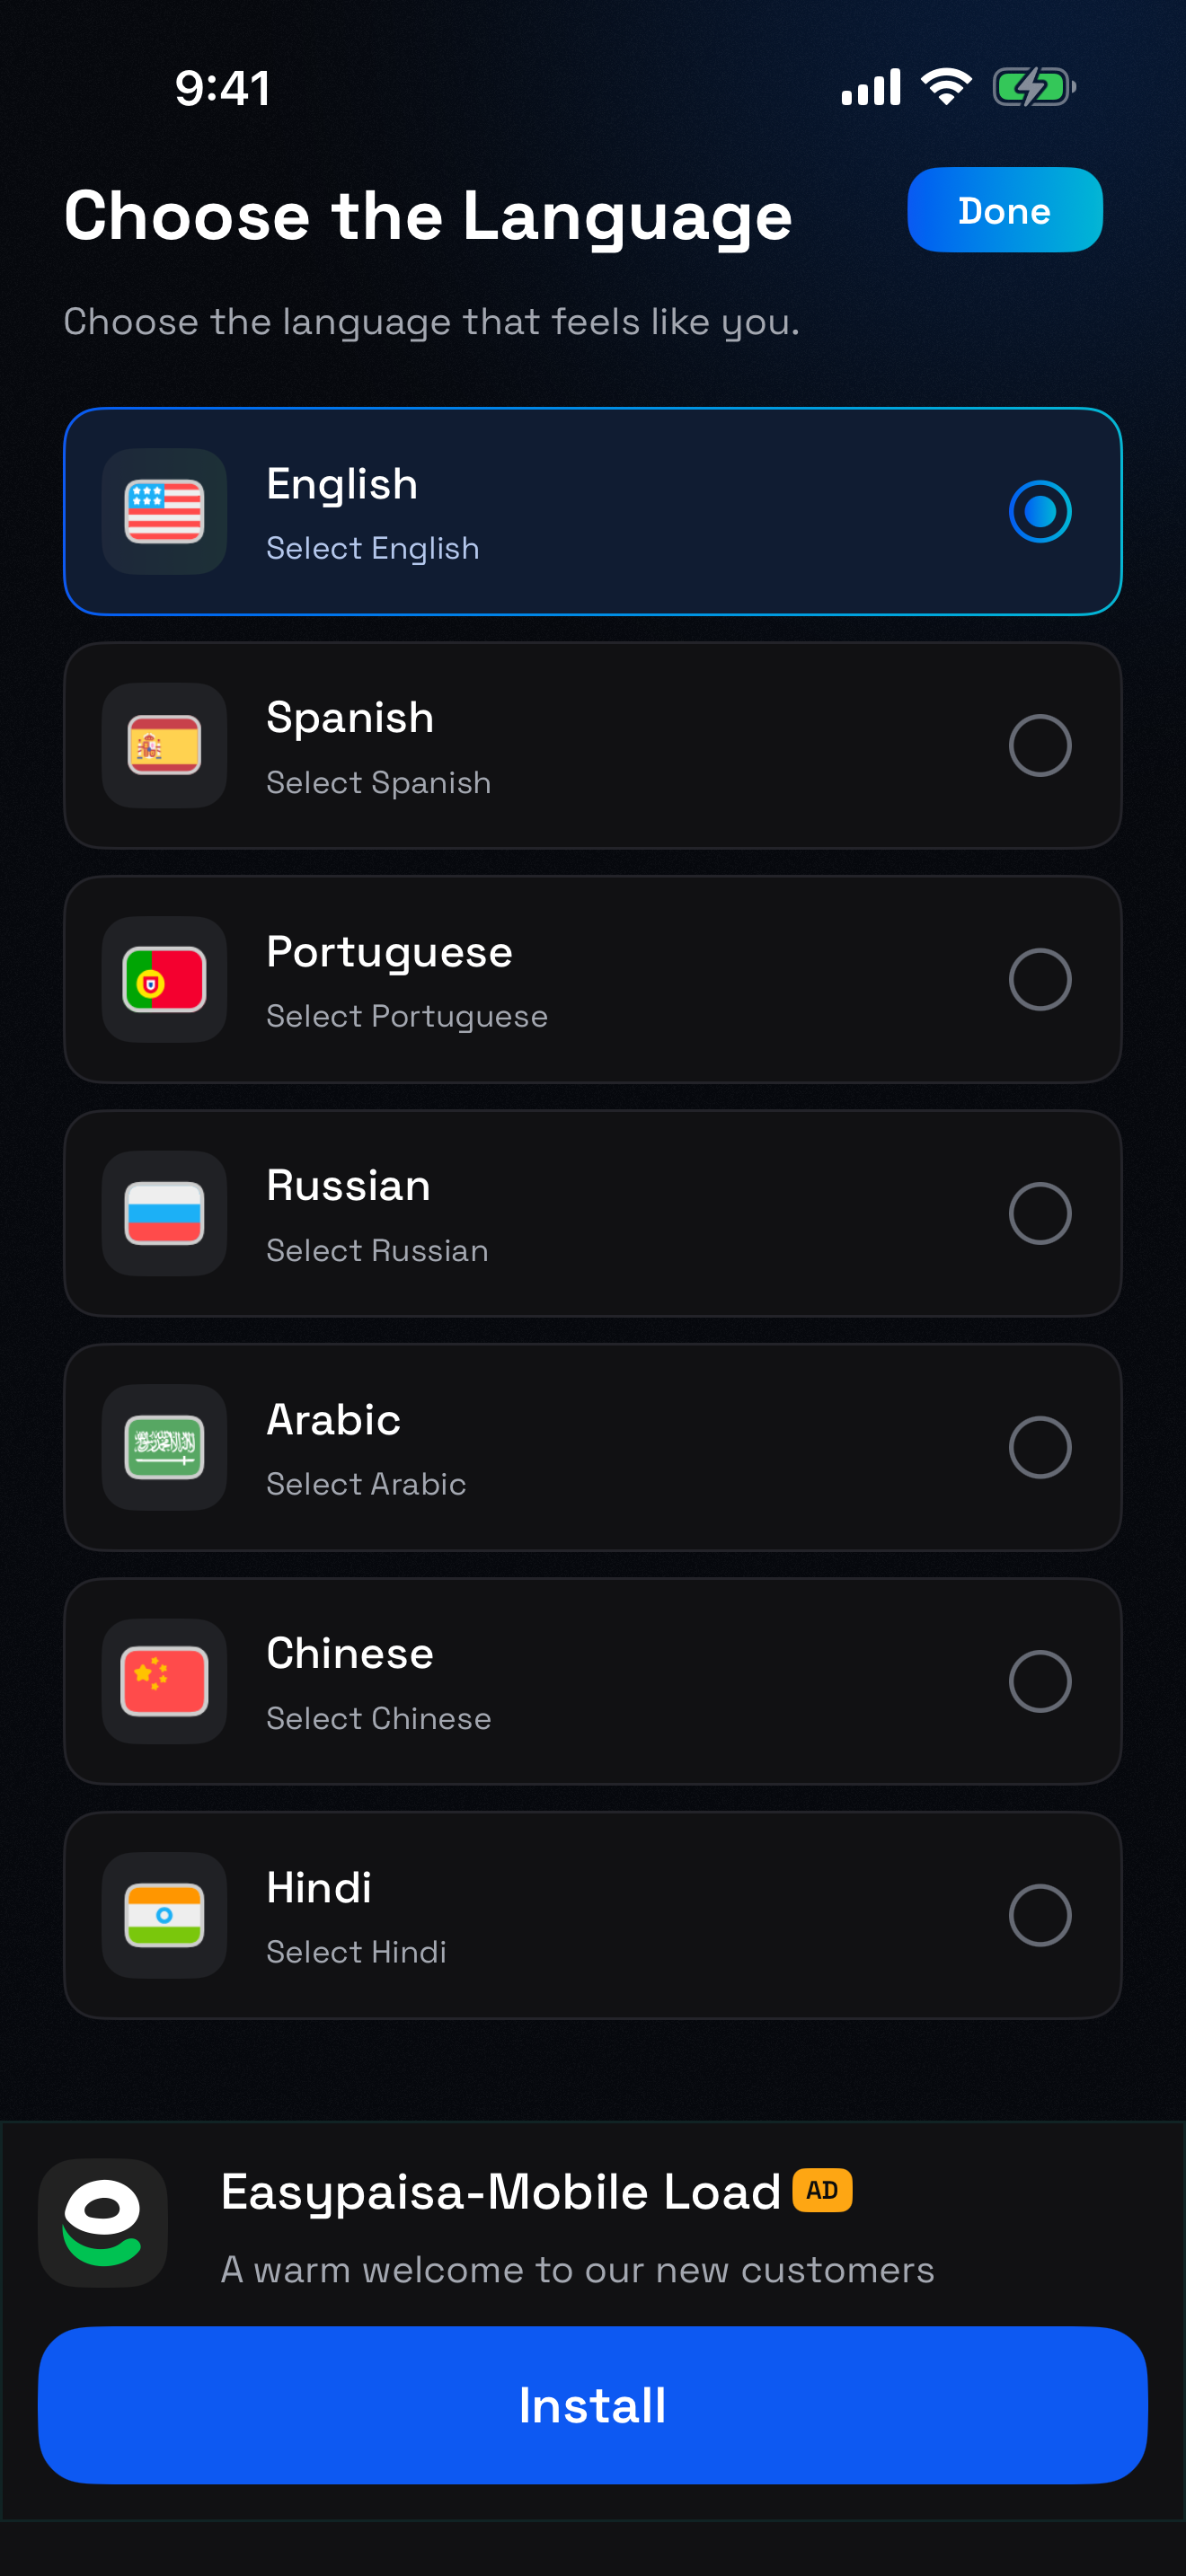 9:41
Choose the Language
Done
Choose the language that feels like you.
English
Select English
Spanish
Select Spanish
Portuguese
Select Portuguese
Russian
Select Russian
Arabic
Select Arabic
Chinese
Select Chinese
Hindi
Select Hindi
Easypaisa-Mobile Load AD
A warm welcome to our new customers
Install